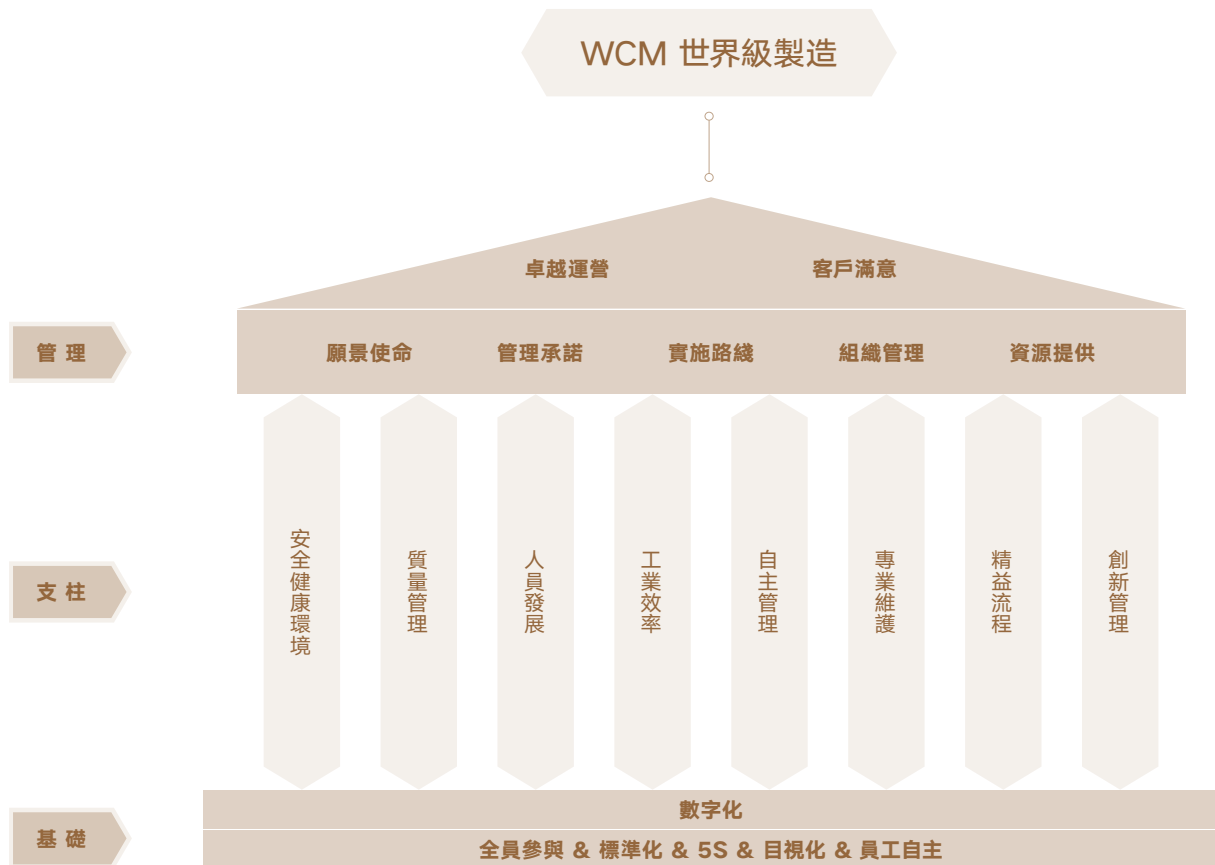 WCM 世界級製造
卓越運營
客戶滿意
管理
願景使命
管理承諾
實施路綫
組織管理
資源提供
支柱
安全健康環境
質量管理
人員發展
工業效率
自主管理
專業維護
精益流程
創新管理
基礎
數字化
全員參與 & 標準化 & 5S & 目視化 & 員工自主